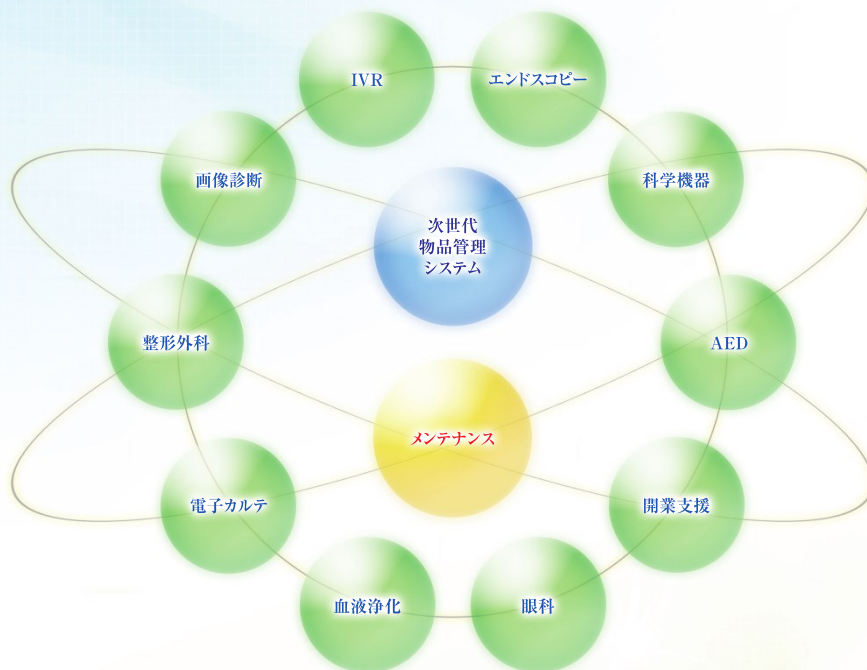 IVR
エンドスコピー
画像診断
科学機器
次世代
物品管理
システム
整形外科
AED
メンテナンス
電子カルテ
開業支援
血液浄化
眼科